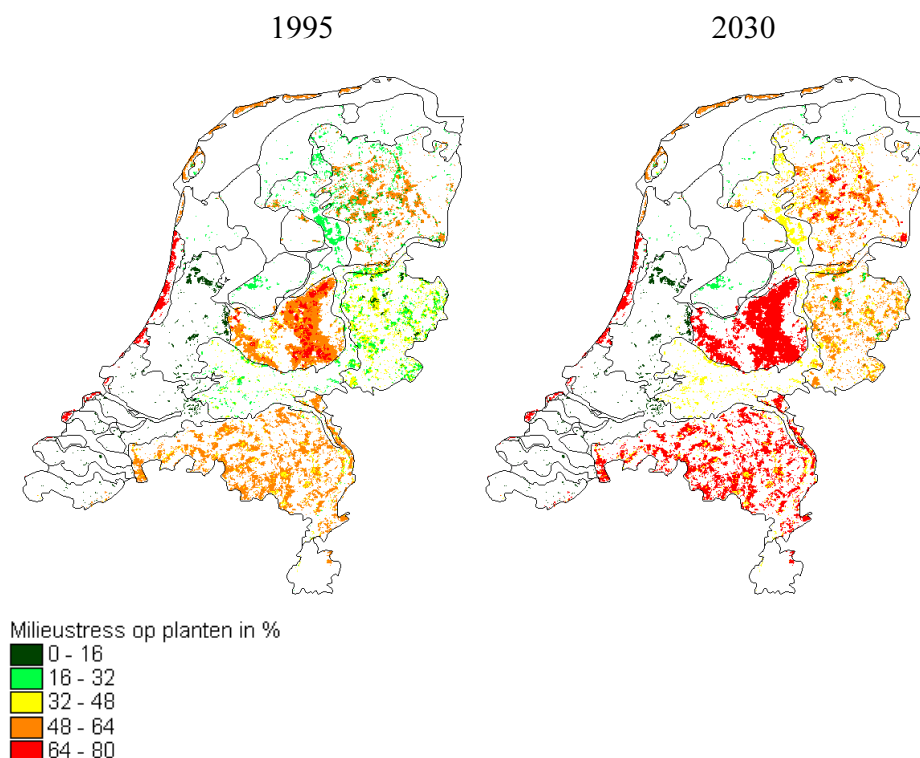 1995
2030
Milieustress op planten in %
0 - 16
16 - 32
32 - 48
48 - 64
64 - 80